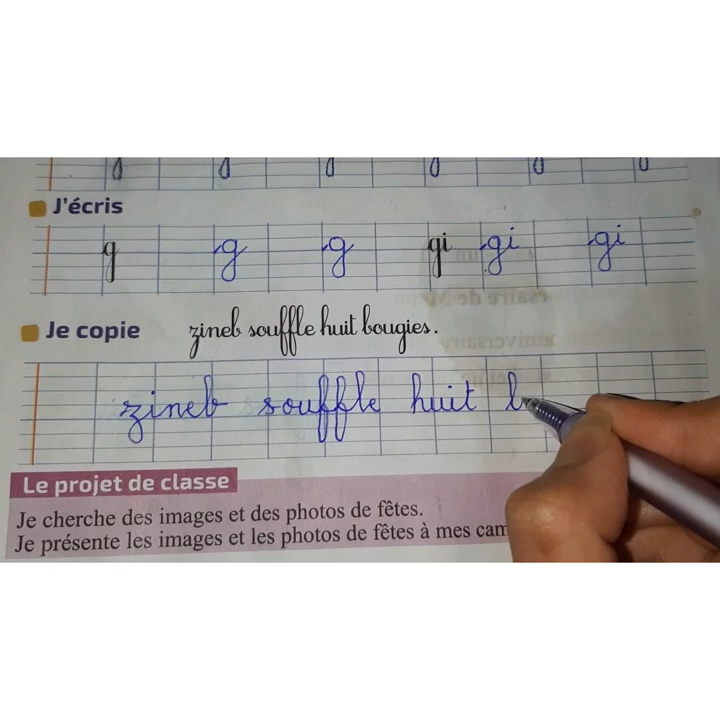 J'écris
g g g gi gi gi
Je copie
zineb souffle huit bougies.
zineb souffle huit
Le projet de classe
Je cherche des images et des photos de fêtes.
Je présente les images et les photos de fêtes à mes